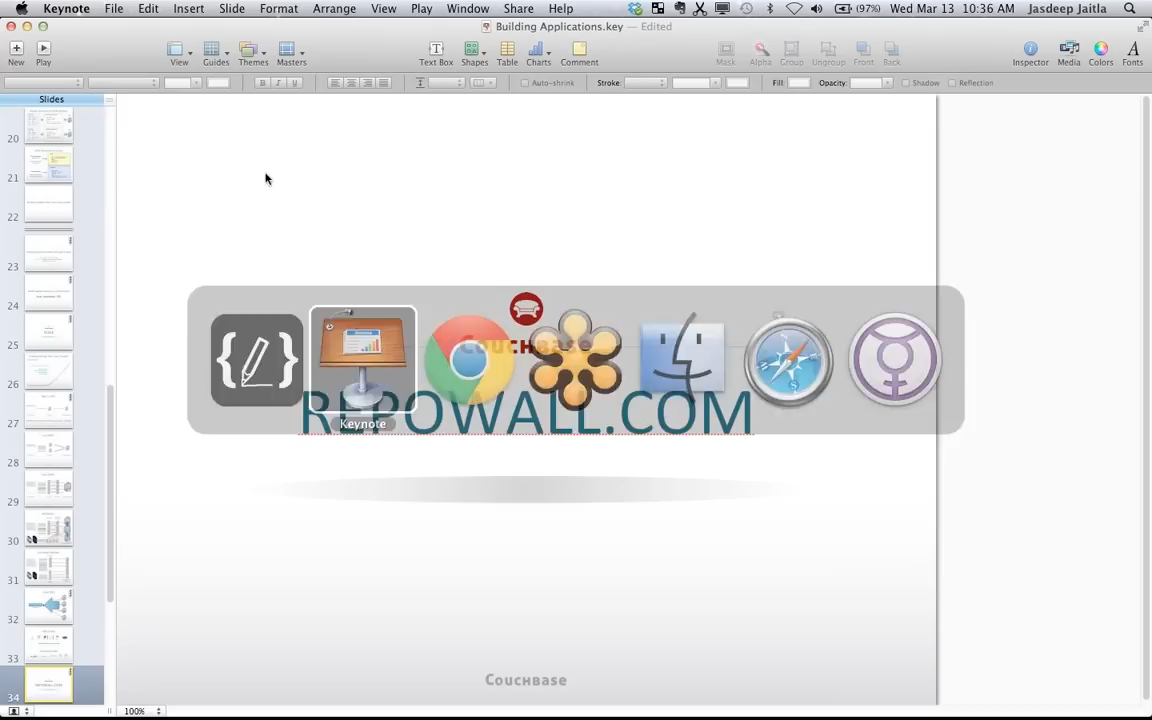 Keynote File Edit Insert Slide Format Arrange View Play Window Share Help (97%) Wed Mar 13 10:36 AM Jasdeep Jaitla
Building Applications.key — Edited
New Play View Guides Themes Masters Text Box Shapes Table Charts Comment Mask Alpha Group Ungroup Front Back Inspector Media Colors Fonts
B I U Auto-shrink Stroke: Fill: Opacity: Shadow Reflection
Slides
20
21
22
23
24
25
26
27
28
29
30
31
32
33
34
COUCHBASE
REPOWALL.COM
Keynote
COUCHBASE
100%